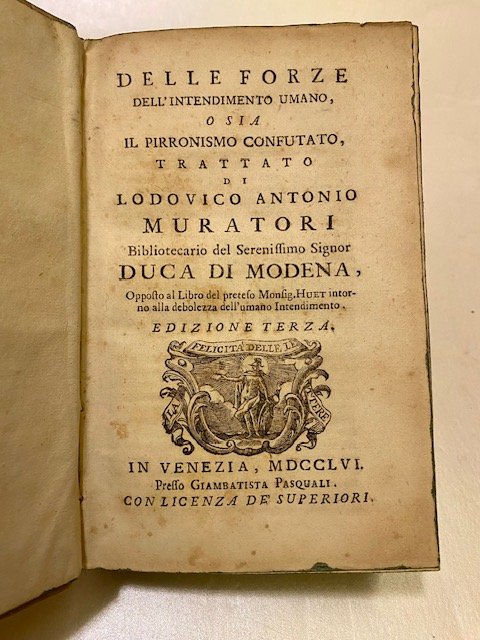 DELLE FORZE
DELL'INTENDIMENTO UMANO,
O SIA
IL PIRRONISMO CONFUTATO,
TRATTATO
DI
LODOVICO ANTONIO
MURATORI
Bibliotecario del Serenissimo Signor
DUCA DI MODENA,
Opposto al Libro del preteso Monsig. HUET intor-
no alla debolezza dell'umano Intendimento.
EDIZIONE TERZA.
LA FELICITÀ DELLE LETTERE
IN VENEZIA, MDCCLVI.
Presso GIAMBATISTA PASQUALI.
CON LICENZA DE' SUPERIORI.